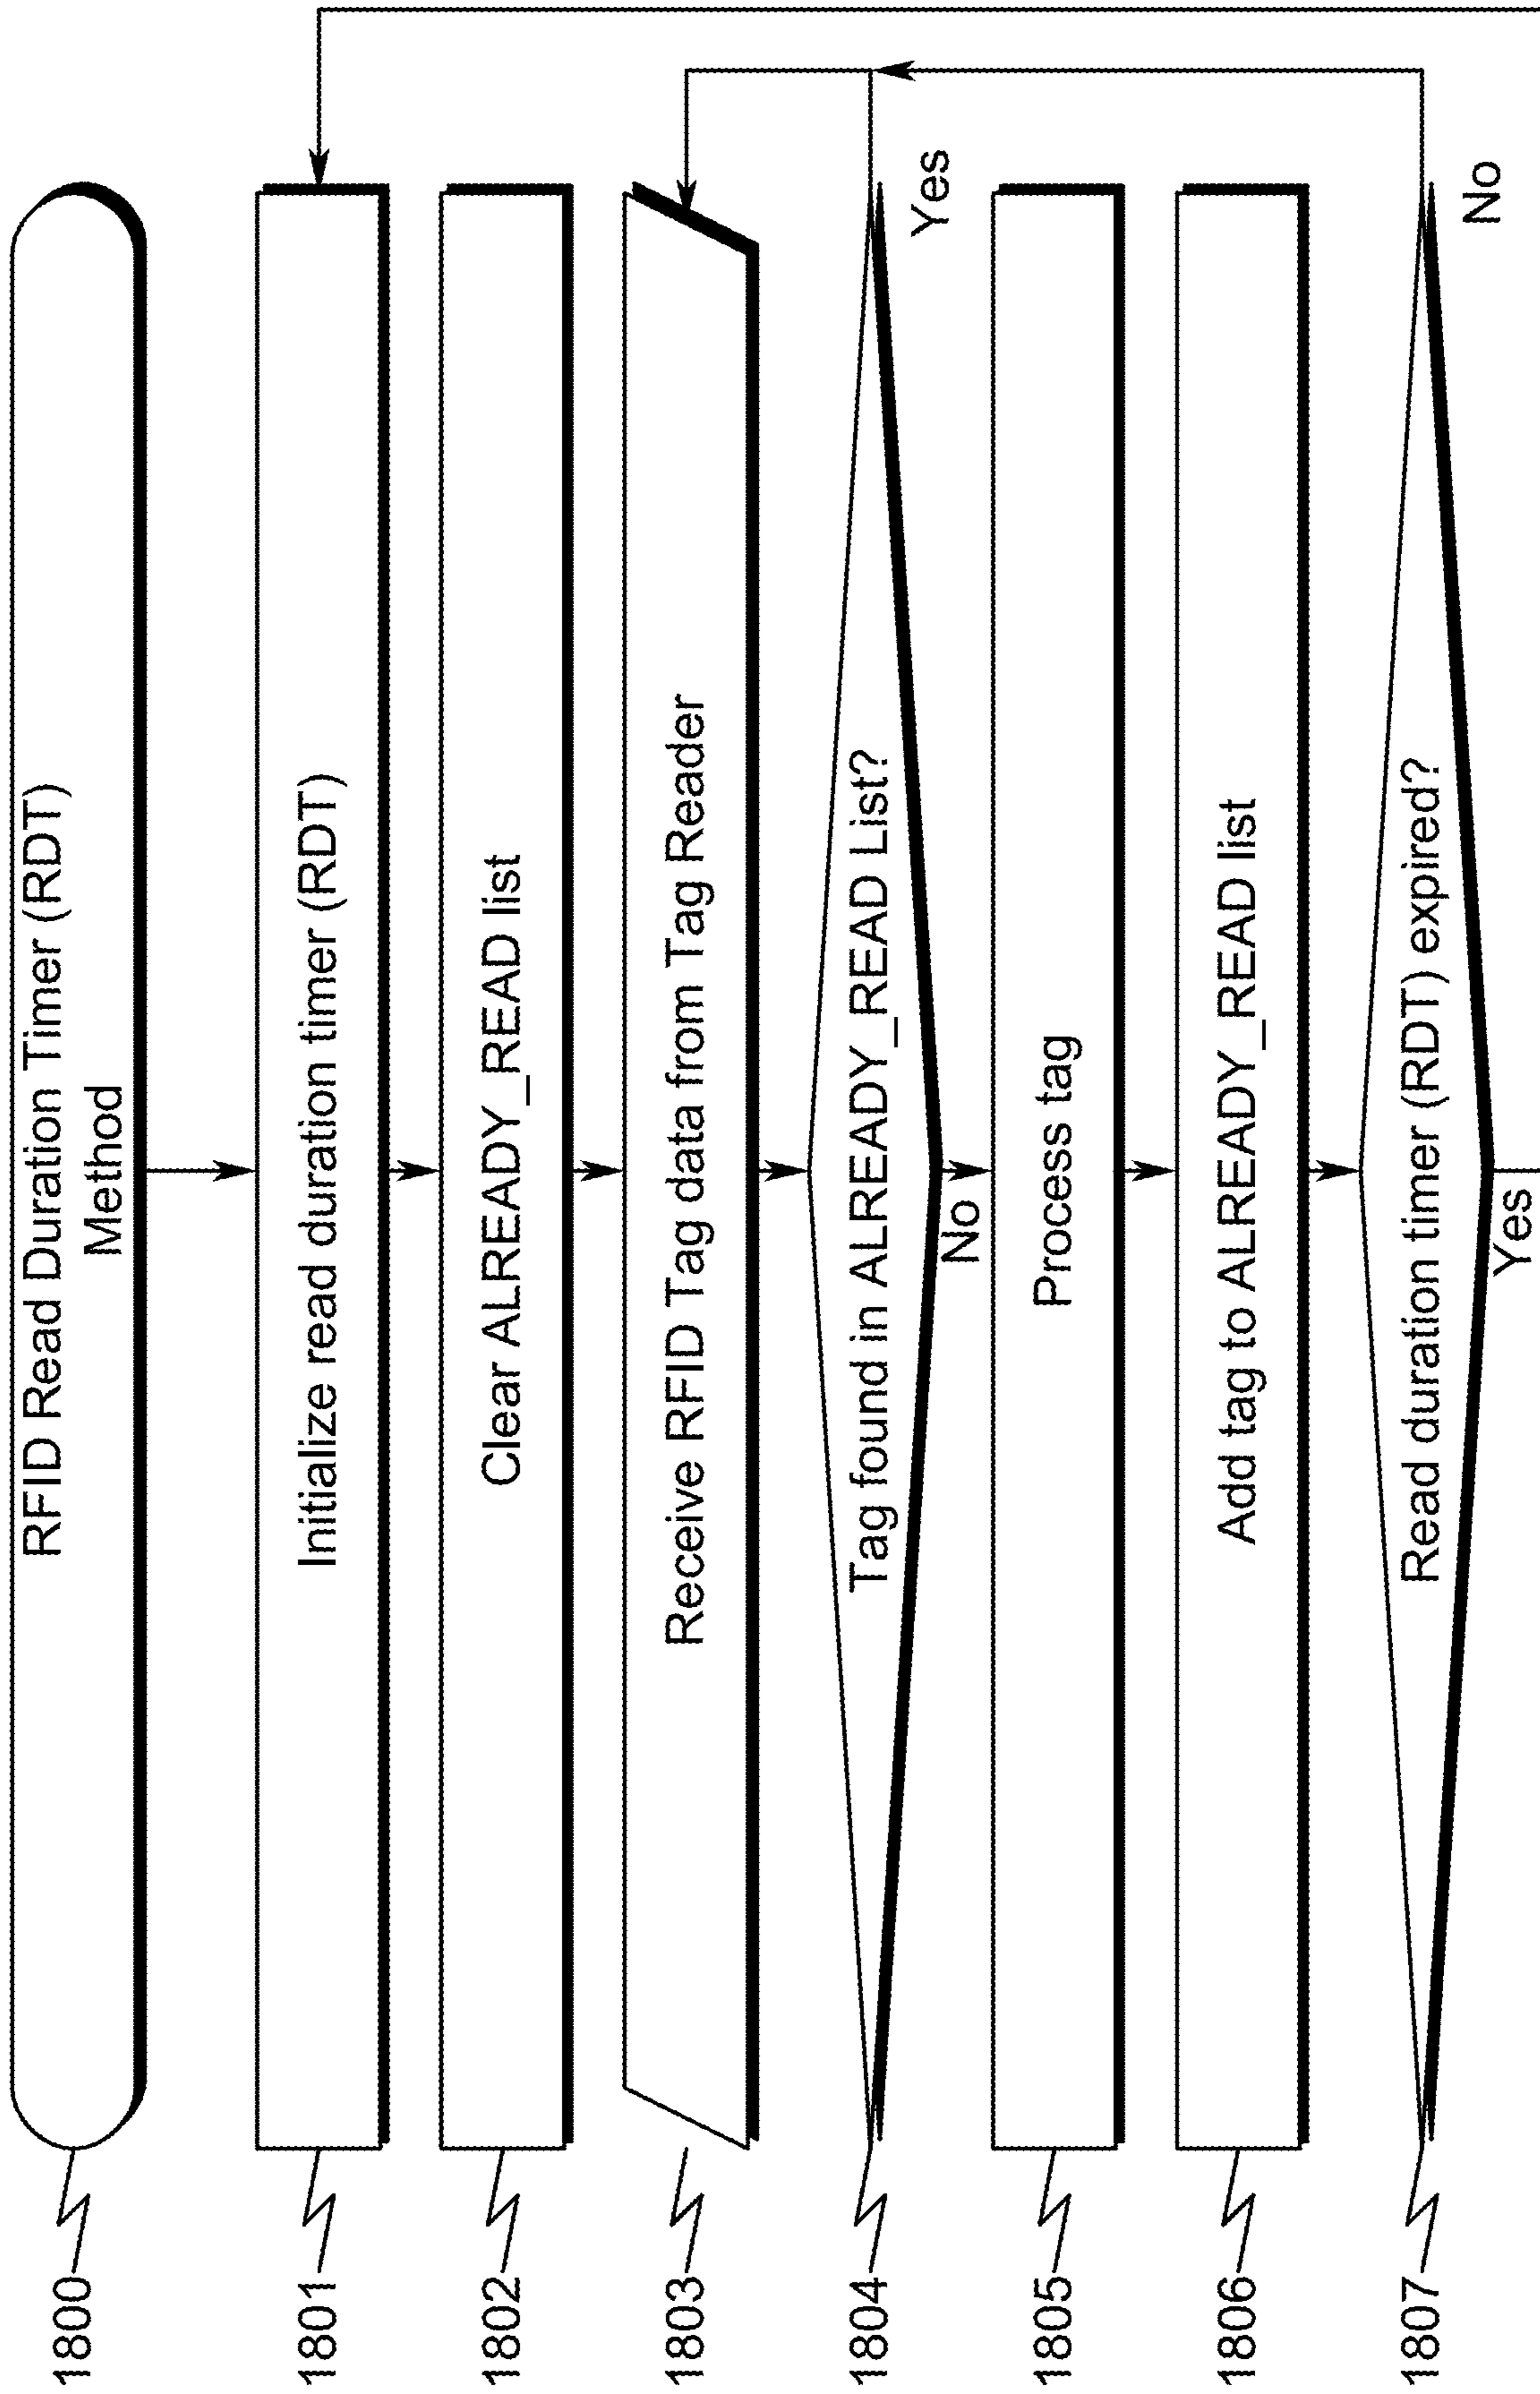 RFID Read Duration Timer (RDT)
Method
1800
Initialize read duration timer (RDT)
1801
Clear ALREADY_READ list
1802
Receive RFID Tag data from Tag Reader
1803
Tag found in ALREADY_READ List?
1804
Yes
No
Process tag
1805
Add tag to ALREADY_READ list
1806
Read duration timer (RDT) expired?
1807
No
Yes